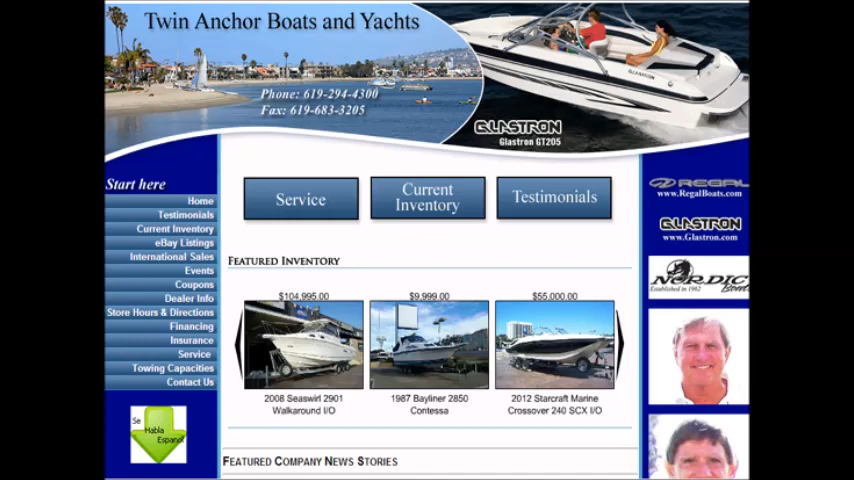 Twin Anchor Boats and Yachts
Phone: 619-294-4300
Fax: 619-683-3205
GLASTRON
Glastron GT205
Start here
Home
Testimonials
Current Inventory
eBay Listings
International Sales
Events
Coupons
Dealer Info
Store Hours & Directions
Financing
Insurance
Service
Towing Capacities
Contact Us
Se
Habla
Espanol
Service
Current
Inventory
Testimonials
FEATURED INVENTORY
$104,995.00
$9,999.00
$55,000.00
2008 Seaswirl 2901
Walkaround I/O
1987 Bayliner 2850
Contessa
2012 Starcraft Marine
Crossover 240 SCX I/O
FEATURED COMPANY NEWS STORIES
REGAL
www.RegalBoats.com
GLASTRON
www.Glastron.com
NORDIC
Boats
Established in 1982